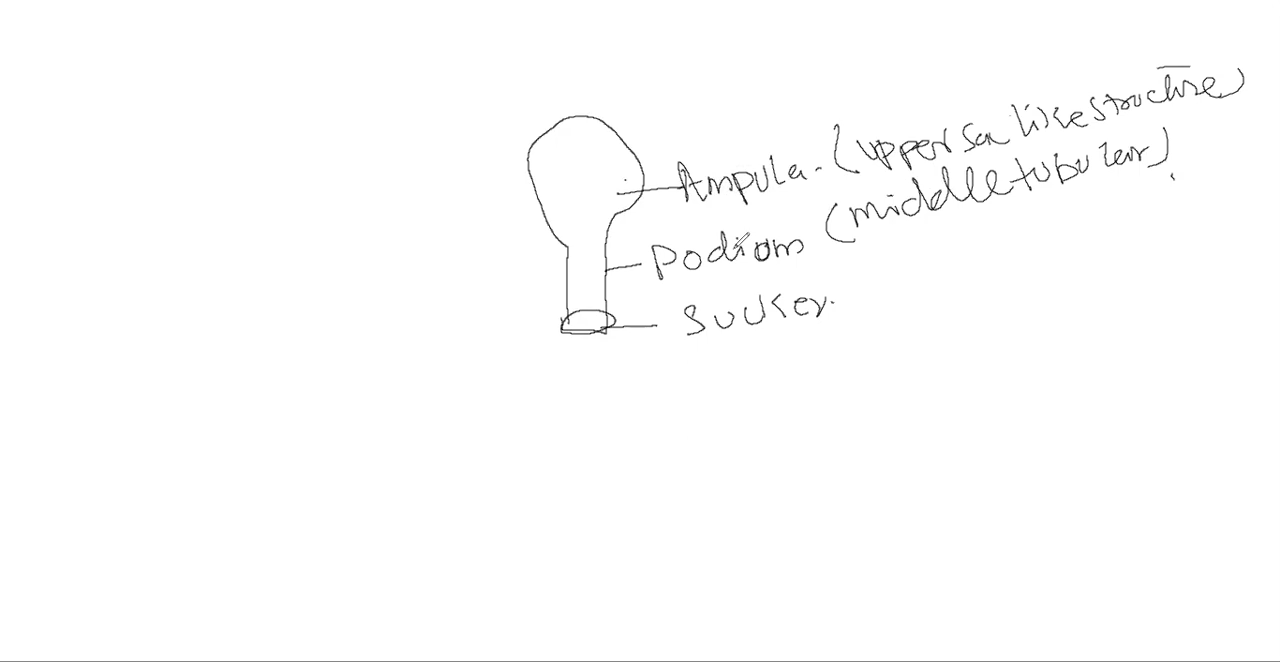 Ampula. (upper sac like structure)
Podium (middle tubular)
Sucker.